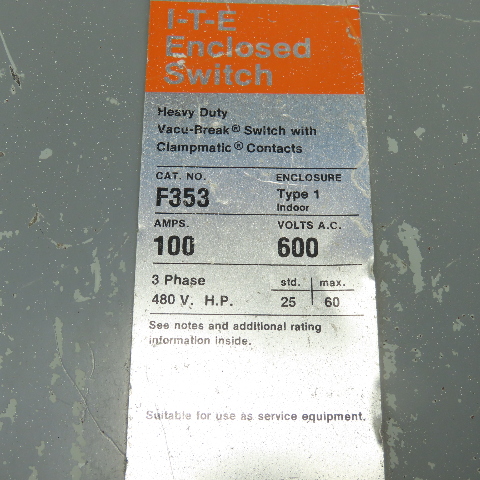 I-T-E
Enclosed
Switch
Heavy Duty
Vacu-Break® Switch with
Clampmatic® Contacts
CAT. NO. ENCLOSURE
F353 Type 1
Indoor
AMPS. VOLTS A.C.
100 600
3 Phase std. max.
480 V. H.P. 25 60
See notes and additional rating
information inside.
Suitable for use as service equipment.